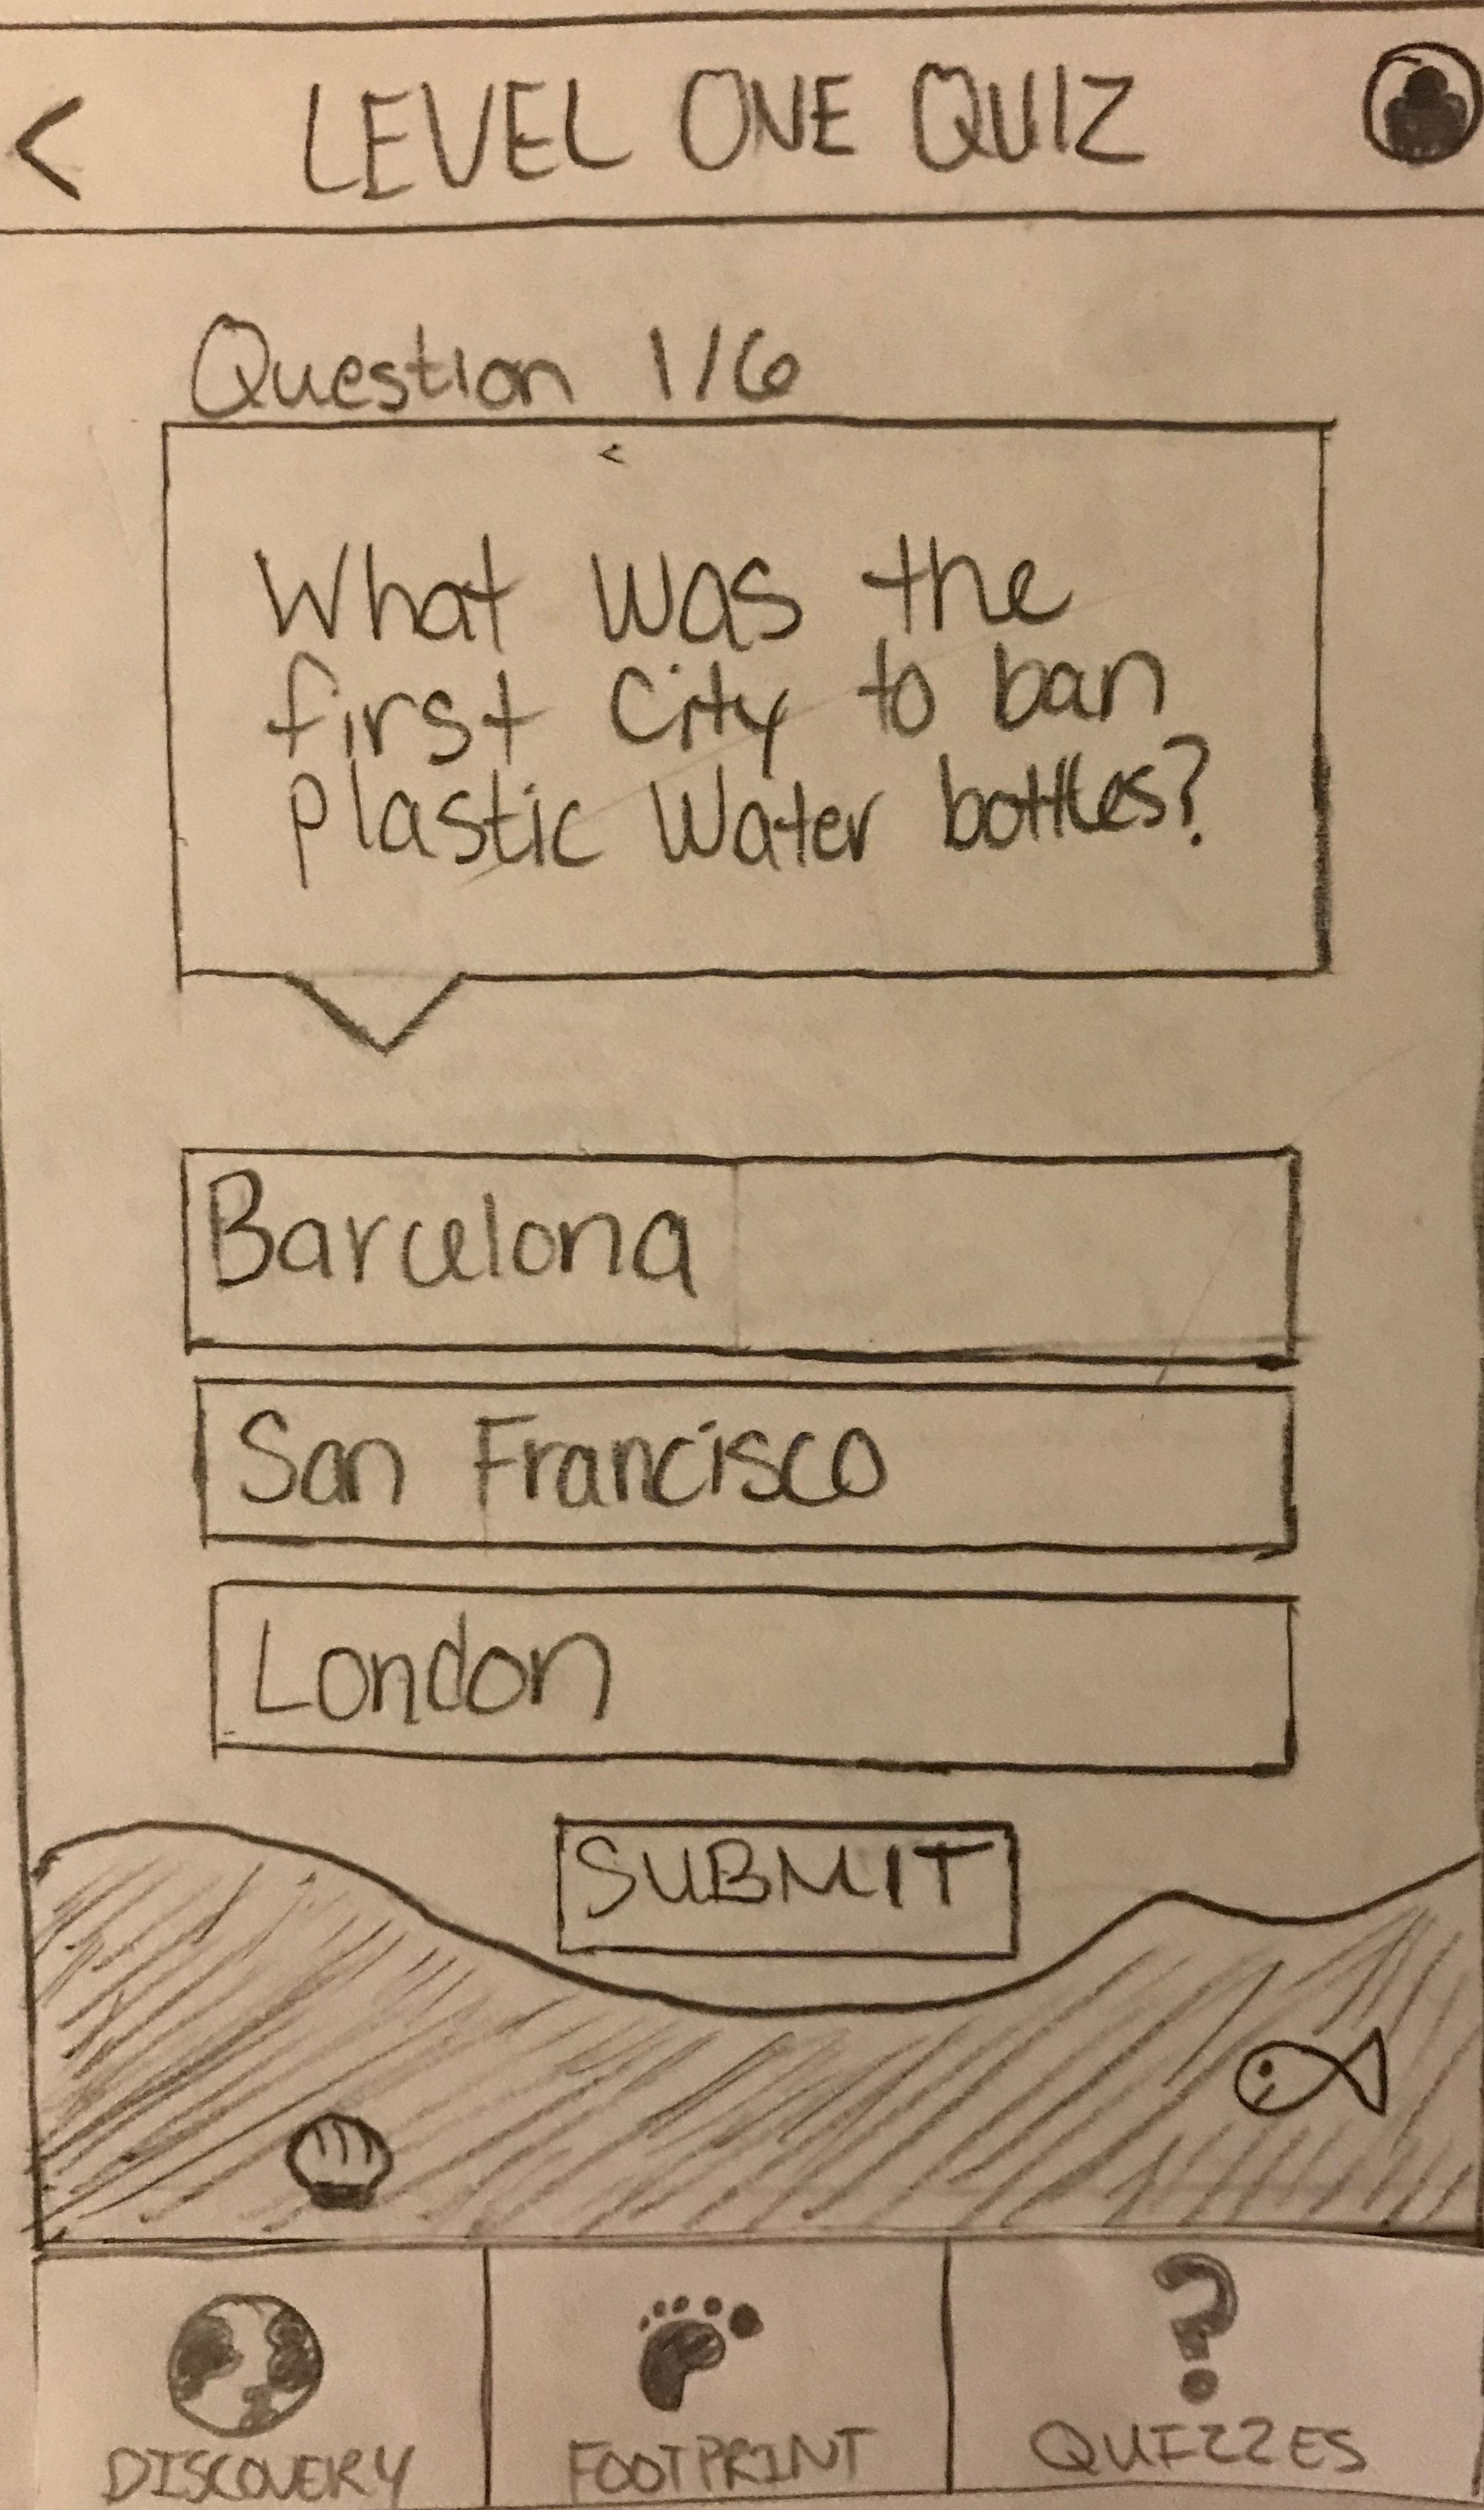 < LEVEL ONE QUIZ
Question 1/6
What was the
first City to ban
plastic Water bottles?
Barcelona
San Francisco
London
SUBMIT
?
DISCOVERY FOOTPRINT QUIZZES